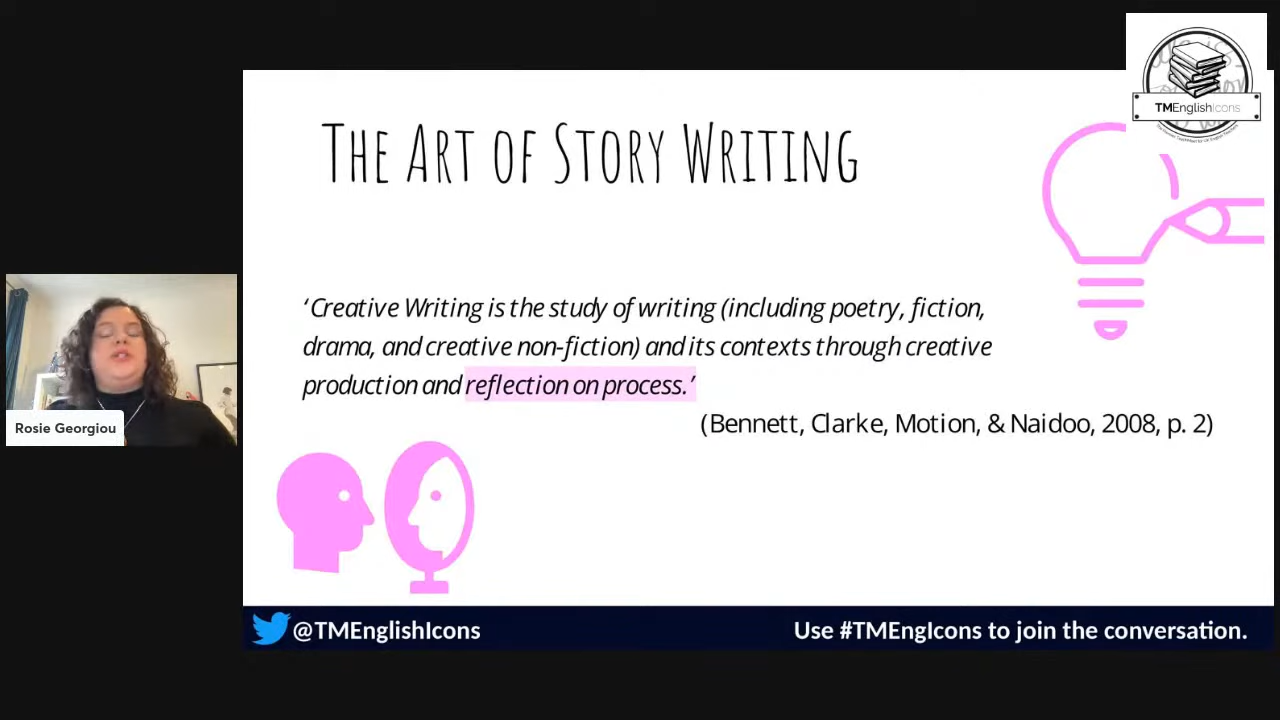 TMEnglishIcons
THE ART OF STORY WRITING
‘Creative Writing is the study of writing (including poetry, fiction,
drama, and creative non-fiction) and its contexts through creative
production and reflection on process.’
(Bennett, Clarke, Motion, & Naidoo, 2008, p. 2)
Rosie Georgiou
@TMEnglishIcons
Use #TMEngIcons to join the conversation.